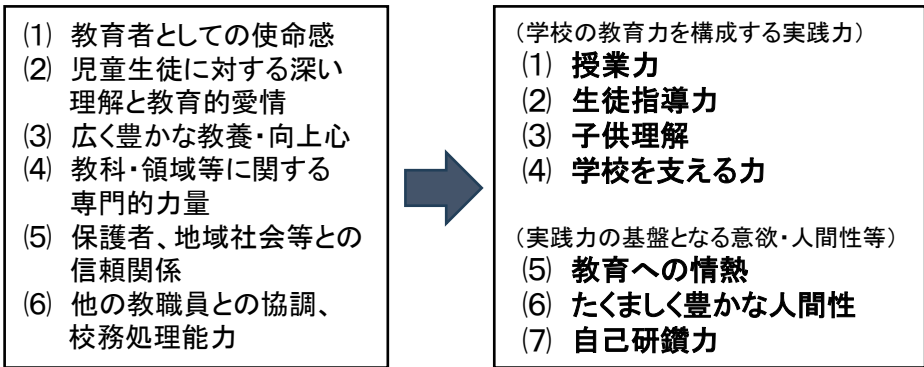 (1) 教育者としての使命感
(2) 児童生徒に対する深い
理解と教育的愛情
(3) 広く豊かな教養・向上心
(4) 教科・領域等に関する
専門的力量
(5) 保護者、地域社会等との
信頼関係
(6) 他の教職員との協調、
校務処理能力
（学校の教育力を構成する実践力）
(1) 授業力
(2) 生徒指導力
(3) 子供理解
(4) 学校を支える力
（実践力の基盤となる意欲・人間性等）
(5) 教育への情熱
(6) たくましく豊かな人間性
(7) 自己研鑽力